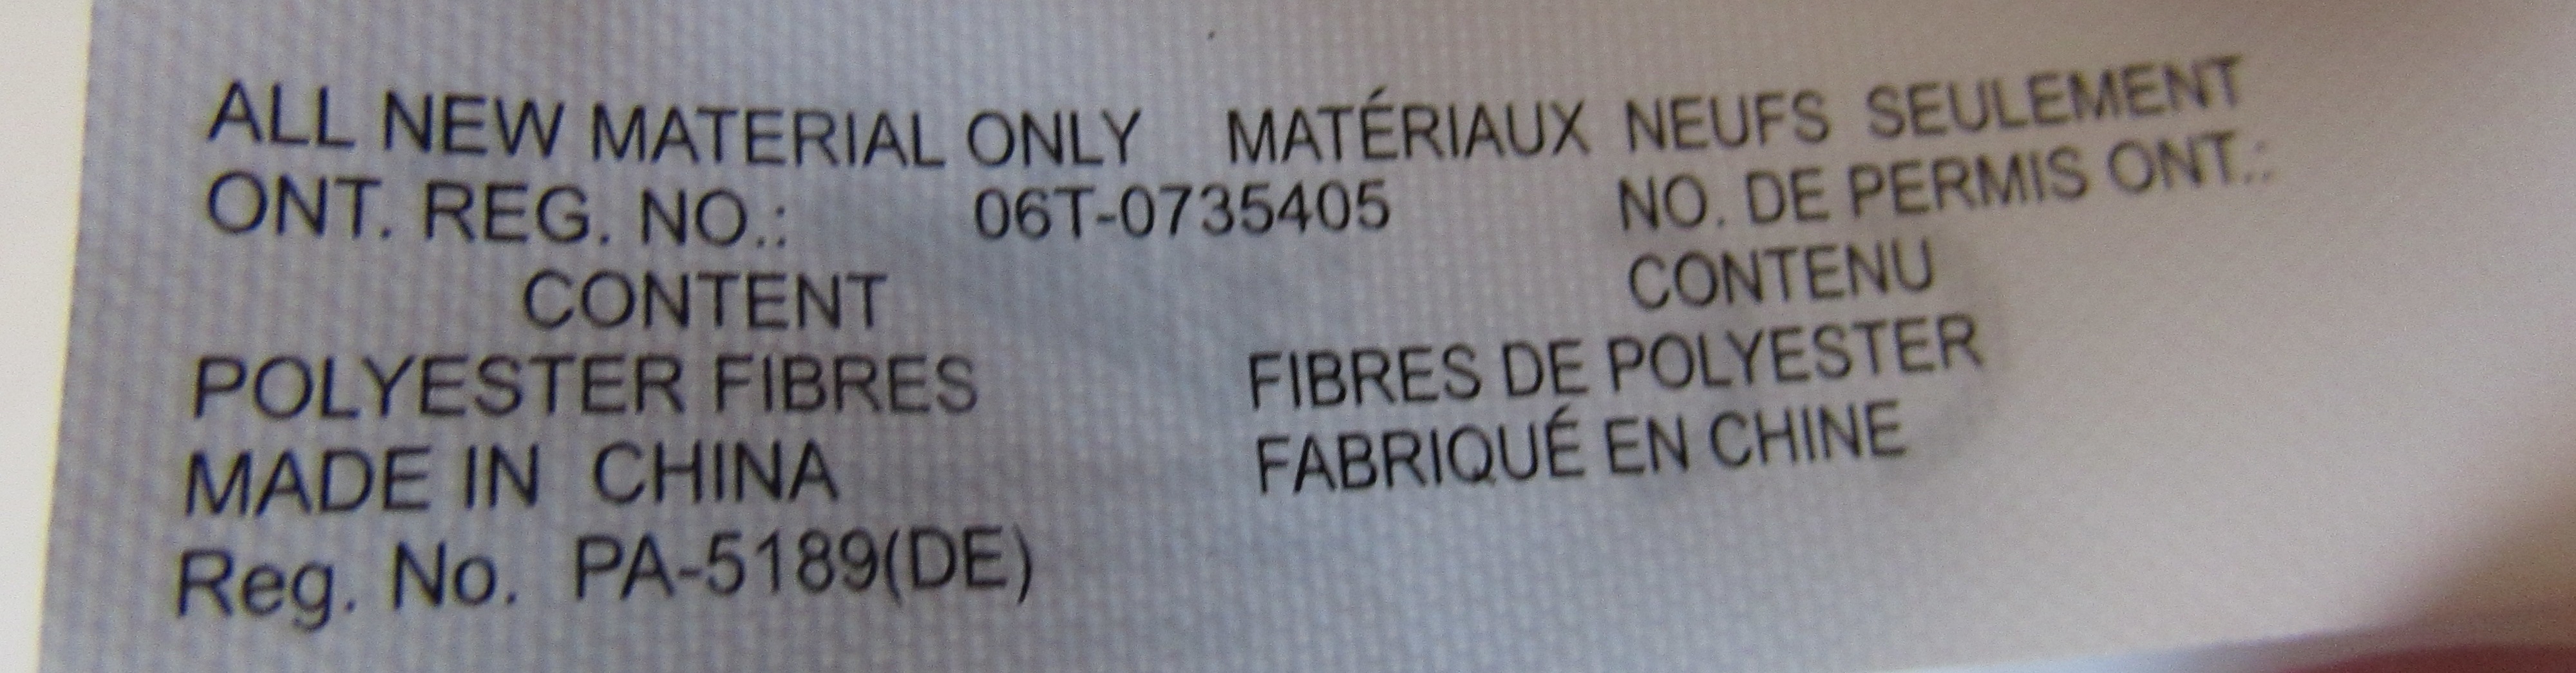 ALL NEW MATERIAL ONLY MATÉRIAUX NEUFS SEULEMENT
ONT. REG. NO.: 06T-0735405 NO. DE PERMIS ONT.:
CONTENT CONTENU
POLYESTER FIBRES FIBRES DE POLYESTER
MADE IN CHINA FABRIQUÉ EN CHINE
Reg. No. PA-5189(DE)